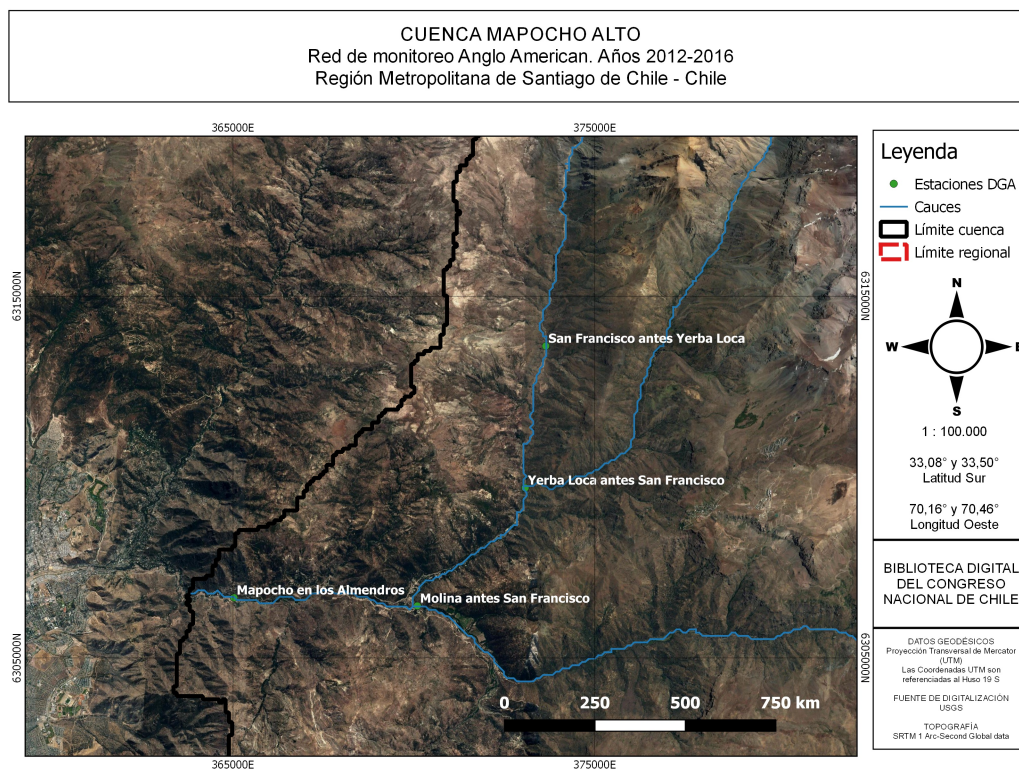 CUENCA MAPOCHO ALTO
Red de monitoreo Anglo American. Años 2012-2016
Región Metropolitana de Santiago de Chile - Chile
365000E
375000E
6315000N
6315000N
San Francisco antes Yerba Loca
Yerba Loca antes San Francisco
Mapocho en los Almendros
Molina antes San Francisco
6305000N
6305000N
0 250 500 750 km
365000E
375000E
Leyenda
Estaciones DGA
Cauces
Límite cuenca
Límite regional
N
W
E
S
1 : 100.000
33,08° y 33,50°
Latitud Sur
70,16° y 70,46°
Longitud Oeste
BIBLIOTECA DIGITAL
DEL CONGRESO
NACIONAL DE CHILE
DATOS GEODÉSICOS
Proyección Transversal de Mercator
(UTM)
Las Coordenadas UTM son
referenciadas al Huso 19 S
FUENTE DE DIGITALIZACIÓN
USGS
TOPOGRAFÍA
SRTM 1 Arc-Second Global data